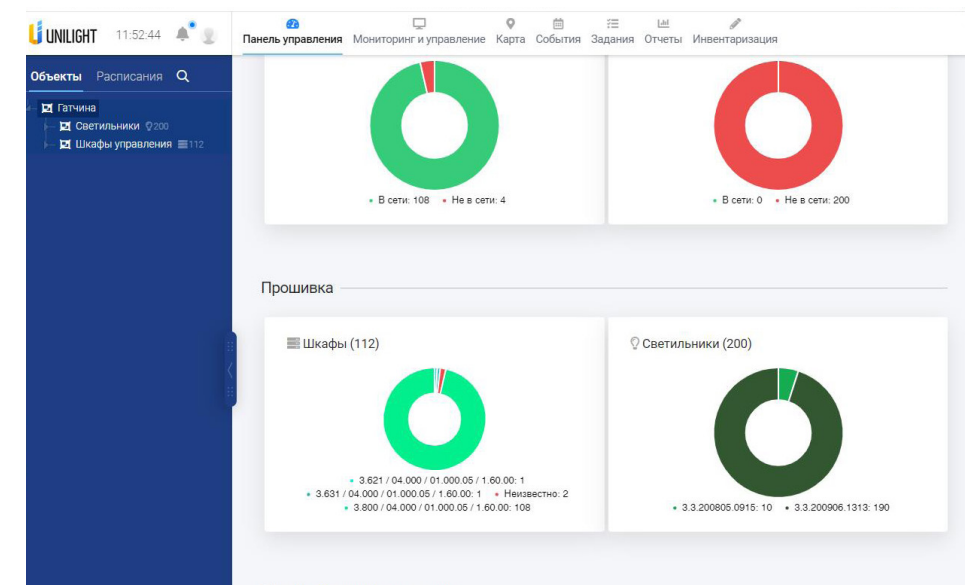 UNILIGHT 11:52:44
Панель управления Мониторинг и управление Карта События Задания Отчеты Инвентаризация
Объекты Расписания
Гатчина
Светильники 200
Шкафы управления 112
В сети: 108 Не в сети: 4
В сети: 0 Не в сети: 200
Прошивка
Шкафы (112)
3.621 / 04.000 / 01.000.05 / 1.60.00: 1
3.631 / 04.000 / 01.000.05 / 1.60.00: 1 Неизвестно: 2
3.800 / 04.000 / 01.000.05 / 1.60.00: 108
Светильники (200)
3.3.200805.0915: 10 3.3.200906.1313: 190